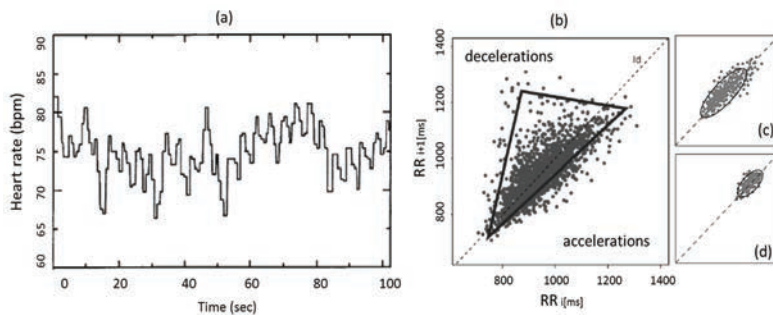 (a)
Heart rate (bpm)
90
85
80
75
70
65
60
0 20 40 60 80 100
Time (sec)
(b)
decelerations
Id
accelerations
RR i+1[ms]
1400
1200
1000
800
800 1000 1200 1400
RR i[ms]
(c)
(d)